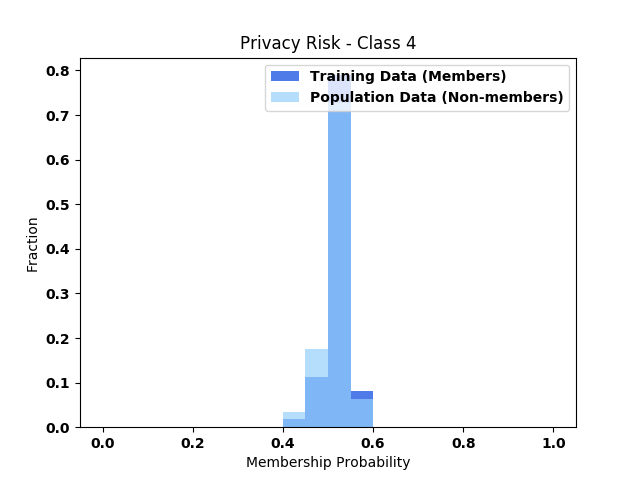 Privacy Risk - Class 4
Training Data (Members)
Population Data (Non-members)
Fraction
0.8
0.7
0.6
0.5
0.4
0.3
0.2
0.1
0.0
0.0 0.2 0.4 0.6 0.8 1.0
Membership Probability